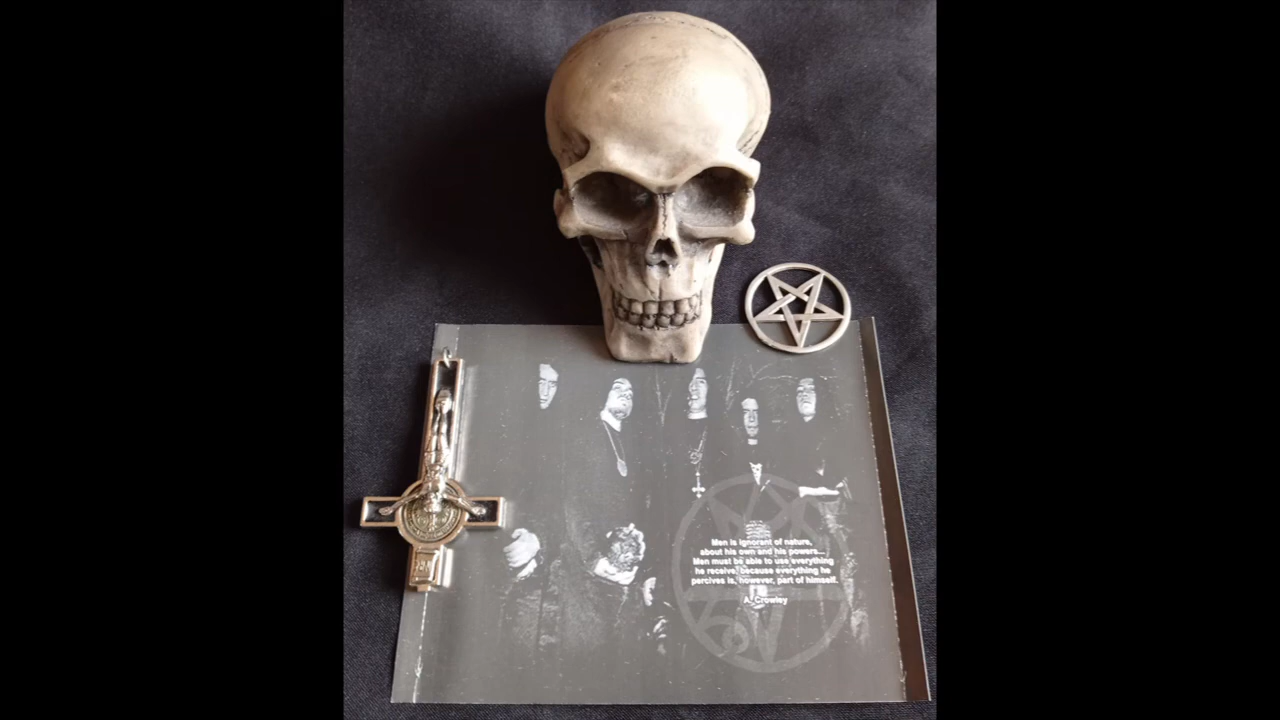 Men is ignorant of nature,
about his own and his powers...
Men must be able to use everything
he receive, because everything he
percives is, however, part of himself.
A. Crowley